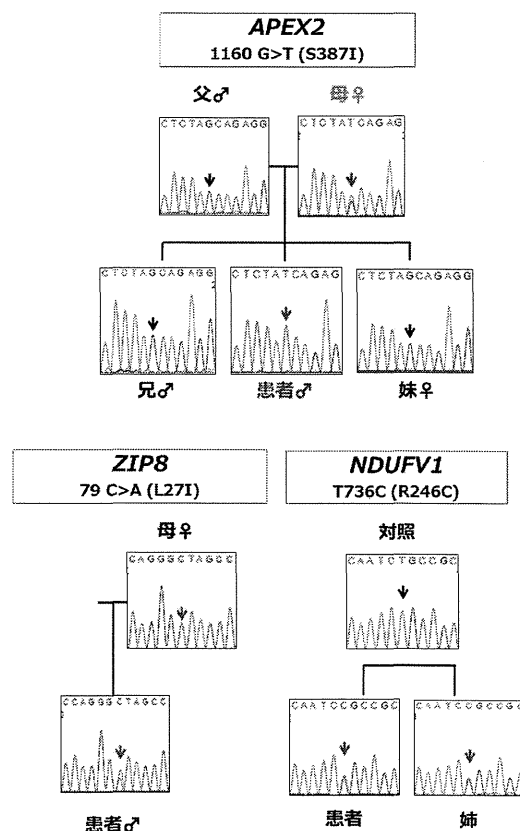 APEX2
1160 G>T (S387I)
父♂
母♀
CTCTAGCAGAGG
CTCTATCAGAG
CTCTAGCAGAGG
CTCTATCAGAG
CTCTAGCAGAGG
兄♂
患者♂
妹♀
ZIP8
79 C>A (L27I)
NDUFV1
T736C (R246C)
母♀
対照
CAGGGCTAGCC
CAATCTGCCGC
CCAGGGCTAGCC
CAATCCGCCGC
CAATCCGCCGC
患者♂
患者
姉